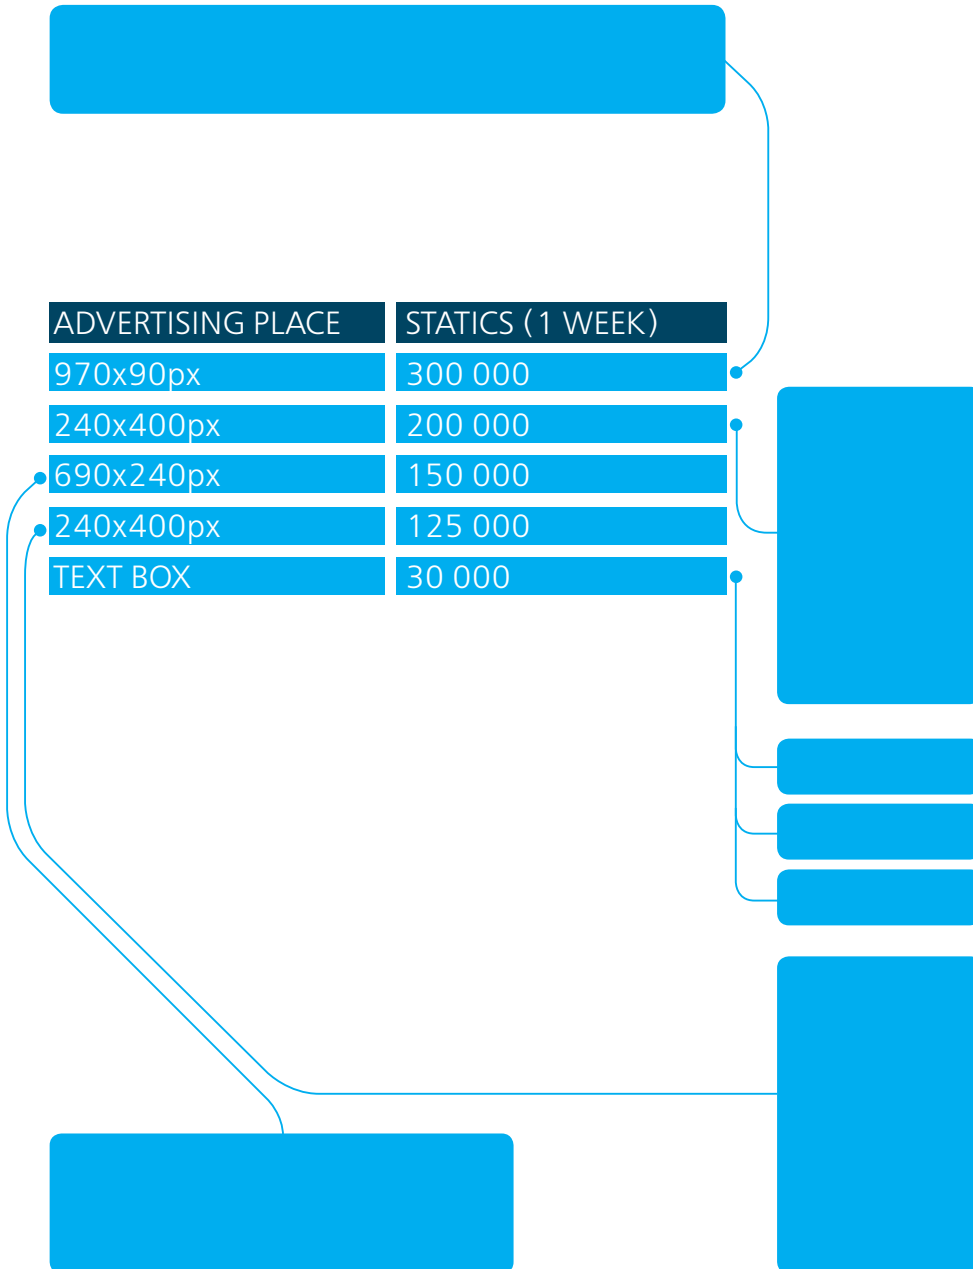 ADVERTISING PLACE STATICS (1 WEEK)
970x90px 300 000
240x400px 200 000
690x240px 150 000
240x400px 125 000
TEXT BOX 30 000